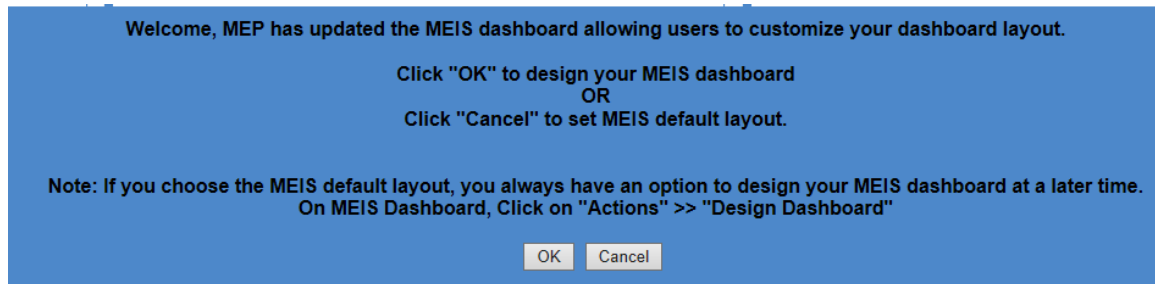 Welcome, MEP has updated the MEIS dashboard allowing users to customize your dashboard layout.
Click "OK" to design your MEIS dashboard
OR
Click "Cancel" to set MEIS default layout.
Note: If you choose the MEIS default layout, you always have an option to design your MEIS dashboard at a later time.
On MEIS Dashboard, Click on "Actions" >> "Design Dashboard"
OK Cancel